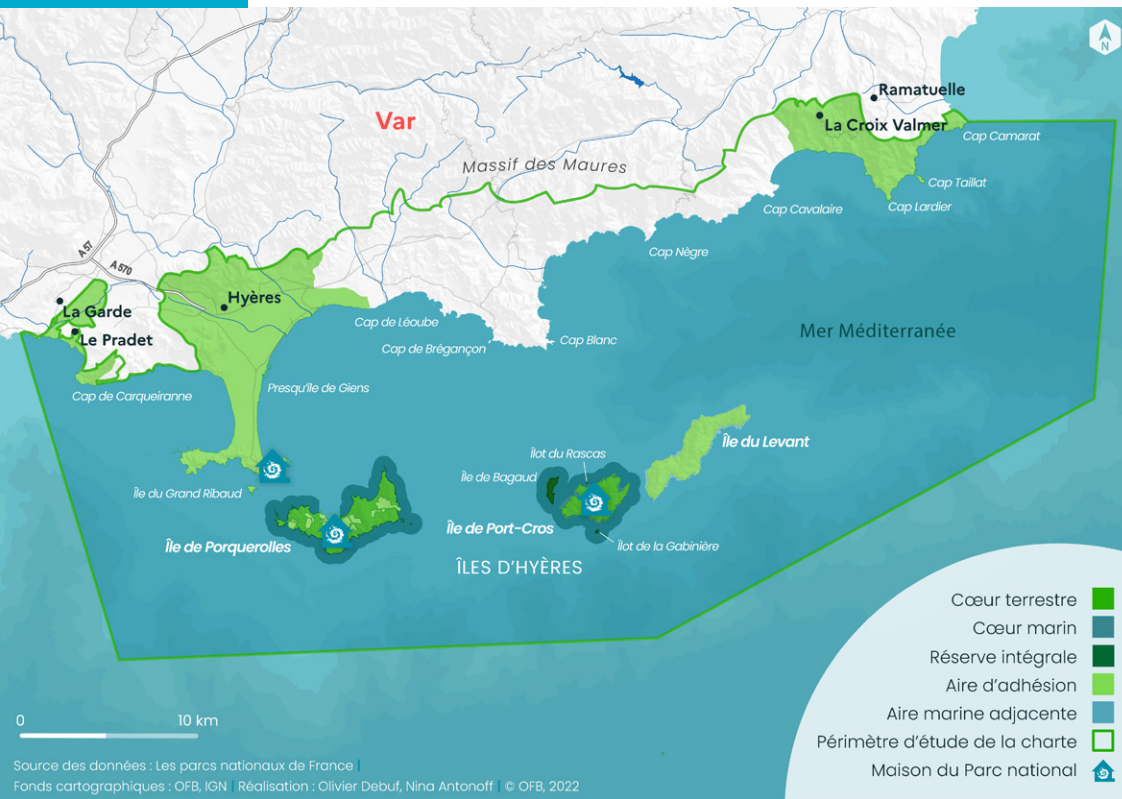 N
Ramatuelle
La Croix Valmer
Cap Camarat
Var
Massif des Maures
Cap Taillat
Cap Lardier
Cap Cavalaire
Cap Nègre
A 57
A 570
Hyères
La Garde
Le Pradet
Cap de Léoube
Cap de Brégançon
Cap Blanc
Mer Méditerranée
Cap de Carqueiranne
Presqu'île de Giens
Île du Levant
Îlot du Rascas
Île de Bagaud
Île du Grand Ribaud
Île de Port-Cros
Île de Porquerolles
Îlot de la Gabinière
ÎLES D'HYÈRES
Cœur terrestre
Cœur marin
Réserve intégrale
Aire d'adhésion
Aire marine adjacente
Périmètre d'étude de la charte
Maison du Parc national
0 10 km
Source des données : Les parcs nationaux de France |
Fonds cartographiques : OFB, IGN | Réalisation : Olivier Debuf, Nina Antonoff | © OFB, 2022